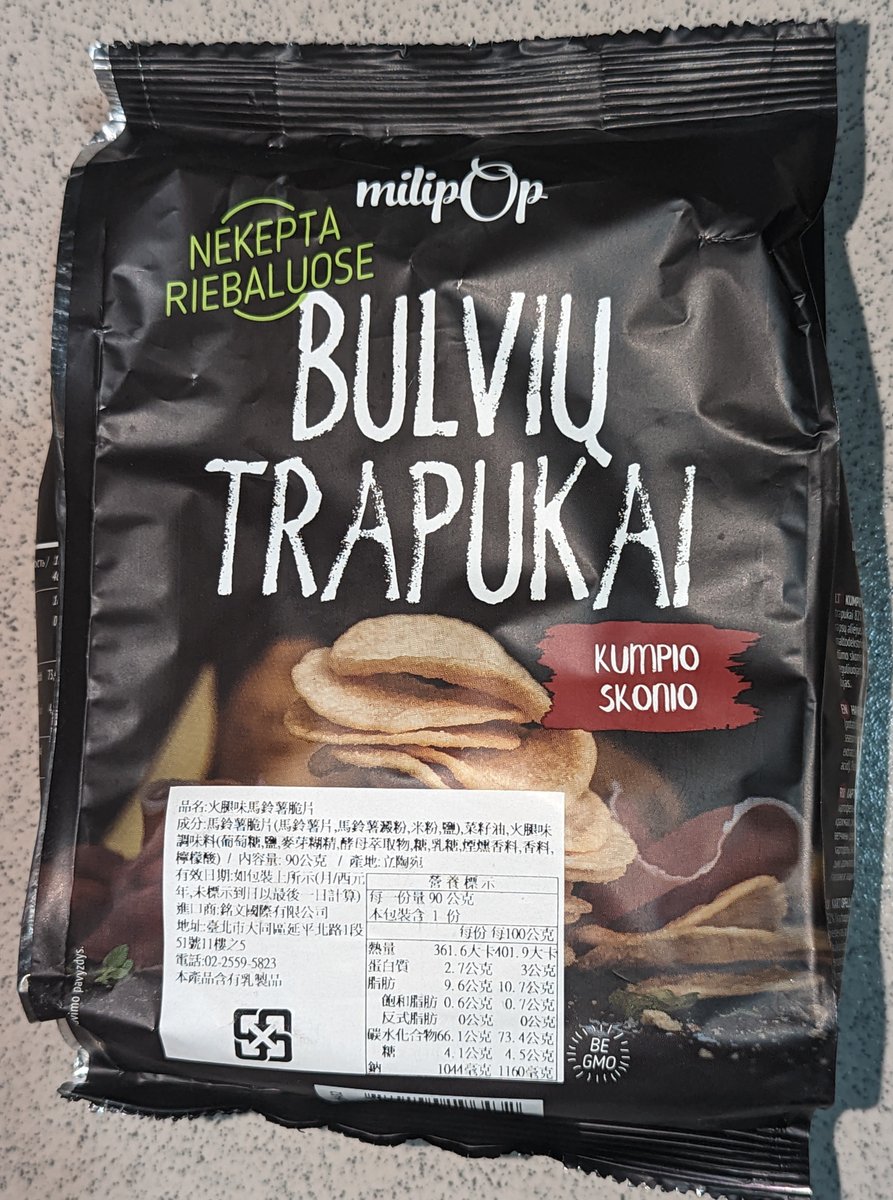 milipOp
NEKEPTA
RIEBALUOSE
BULVIŲ
TRAPUKAI
KUMPIO
SKONIO
品名:火腿味馬鈴薯脆片
成分:馬鈴薯脆片(馬鈴薯片,馬鈴薯澱粉,米粉,鹽),菜籽油,火腿味
調味料(葡萄糖,鹽,麥芽糊精,酵母萃取物,糖,乳糖,煙燻香料,香料,
檸檬酸) / 內容量: 90公克 / 產地:立陶宛
有效日期:如包裝上所示(月/西元
年,未標示到日以最後一日計算)
進口商:銘文國際有限公司
地址:臺北市大同區延平北路1段
51號11樓之5
電話:02-2559-5823
本產品含有乳製品
營養標示
每一份量 90 公克
本包裝含 1 份
每份 每100公克
熱量 361.6大卡 401.9大卡
蛋白質 2.7公克 3公克
脂肪 9.6公克 10.7公克
飽和脂肪 0.6公克 0.7公克
反式脂肪 0公克 0公克
碳水化合物 66.1公克 73.4公克
糖 4.1公克 4.5公克
鈉 1044毫克 1160毫克
BE
GMO